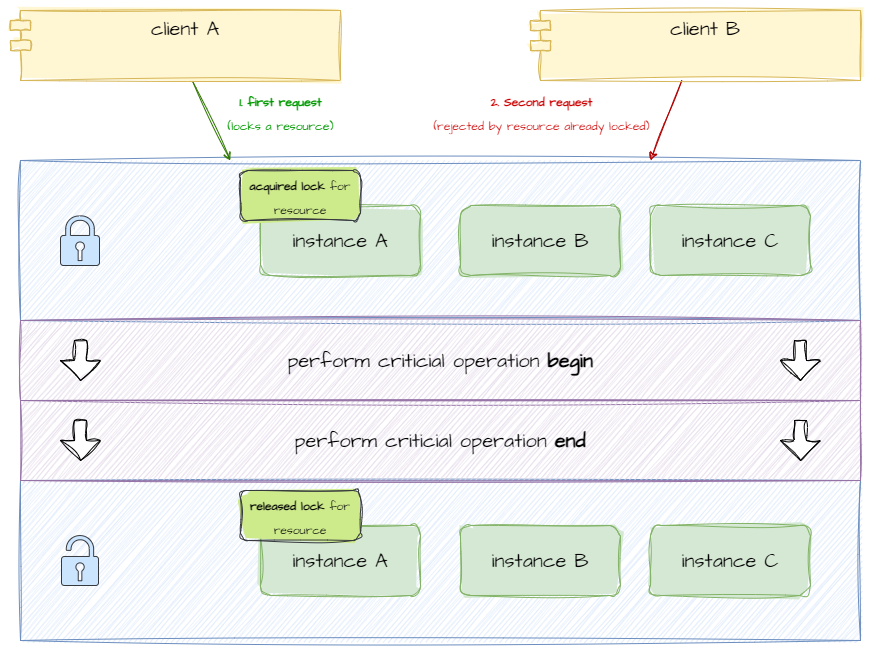 client A
client B
1. first request
(locks a resource)
2. Second request
(rejected by resource already locked)
acquired lock for
resource
instance A
instance B
instance C
perform criticial operation begin
perform criticial operation end
released lock for
resource
instance A
instance B
instance C